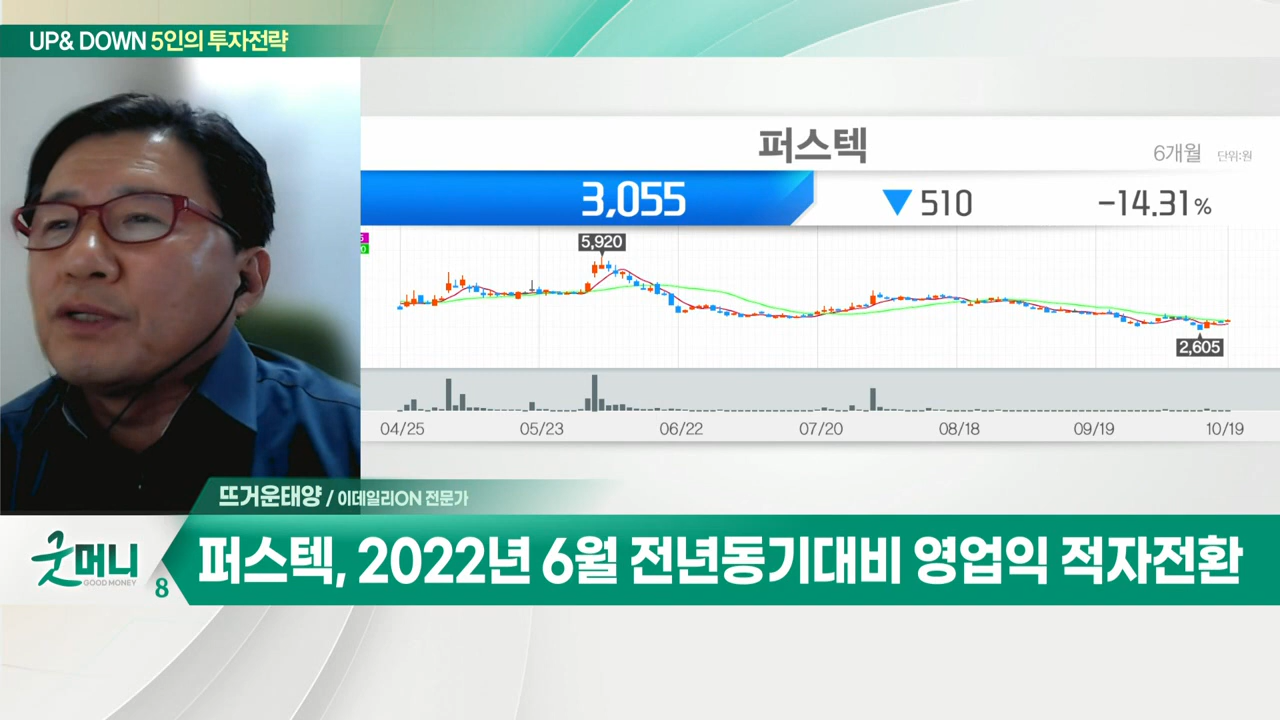 UP& DOWN 5인의 투자전략
퍼스텍
6개월 단위:원
3,055 ▼ 510 -14.31%
5,920
2,605
04/25 05/23 06/22 07/20 08/18 09/19 10/19
뜨거운태양 / 이데일리ON 전문가
굿머니
GOOD MONEY
8
퍼스텍, 2022년 6월 전년동기대비 영업익 적자전환